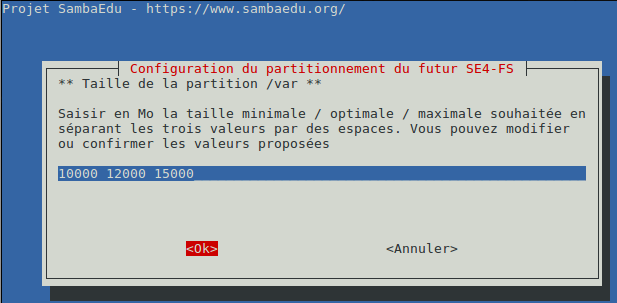 Projet SambaEdu - https://www.sambaedu.org/
Configuration du partitionnement du futur SE4-FS
** Taille de la partition /var **
Saisir en Mo la taille minimale / optimale / maximale souhaitée en
séparant les trois valeurs par des espaces. Vous pouvez modifier
ou confirmer les valeurs proposées
10000 12000 15000
<Ok> <Annuler>